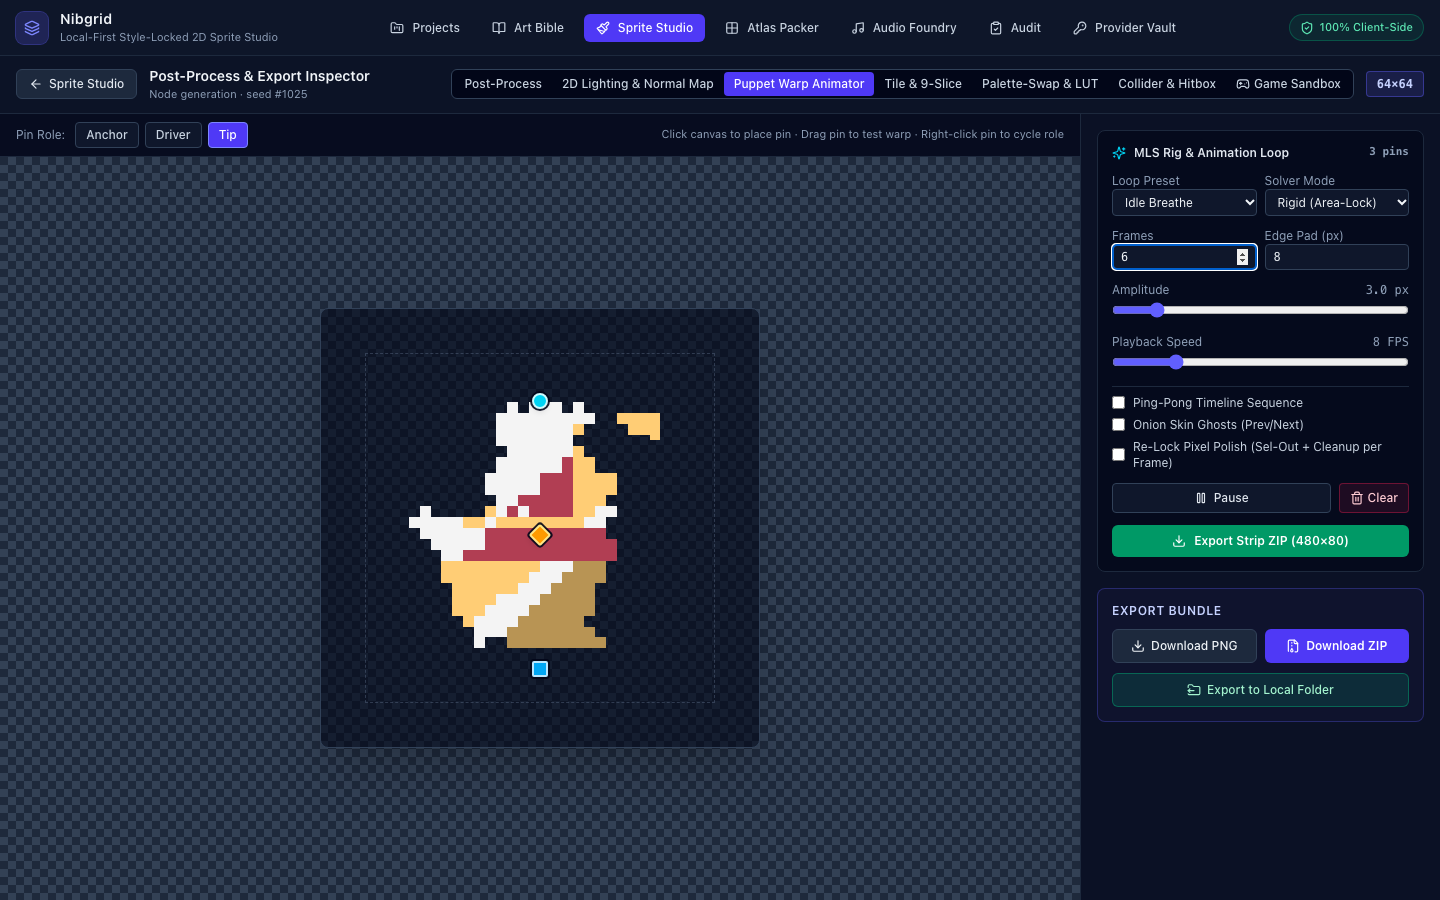 Nibgrid
Local-First Style-Locked 2D Sprite Studio
Projects
Art Bible
Sprite Studio
Atlas Packer
Audio Foundry
Audit
Provider Vault
100% Client-Side
Sprite Studio
Post-Process & Export Inspector
Node generation · seed #1025
Post-Process
2D Lighting & Normal Map
Puppet Warp Animator
Tile & 9-Slice
Palette-Swap & LUT
Collider & Hitbox
Game Sandbox
64×64
Pin Role:
Anchor
Driver
Tip
Click canvas to place pin · Drag pin to test warp · Right-click pin to cycle role
MLS Rig & Animation Loop
3 pins
Loop Preset
Solver Mode
Idle Breathe
Rigid (Area-Lock)
Frames
Edge Pad (px)
6
8
Amplitude
3.0 px
Playback Speed
8 FPS
Ping-Pong Timeline Sequence
Onion Skin Ghosts (Prev/Next)
Re-Lock Pixel Polish (Sel-Out + Cleanup per
Frame)
Pause
Clear
Export Strip ZIP (480×80)
EXPORT BUNDLE
Download PNG
Download ZIP
Export to Local Folder